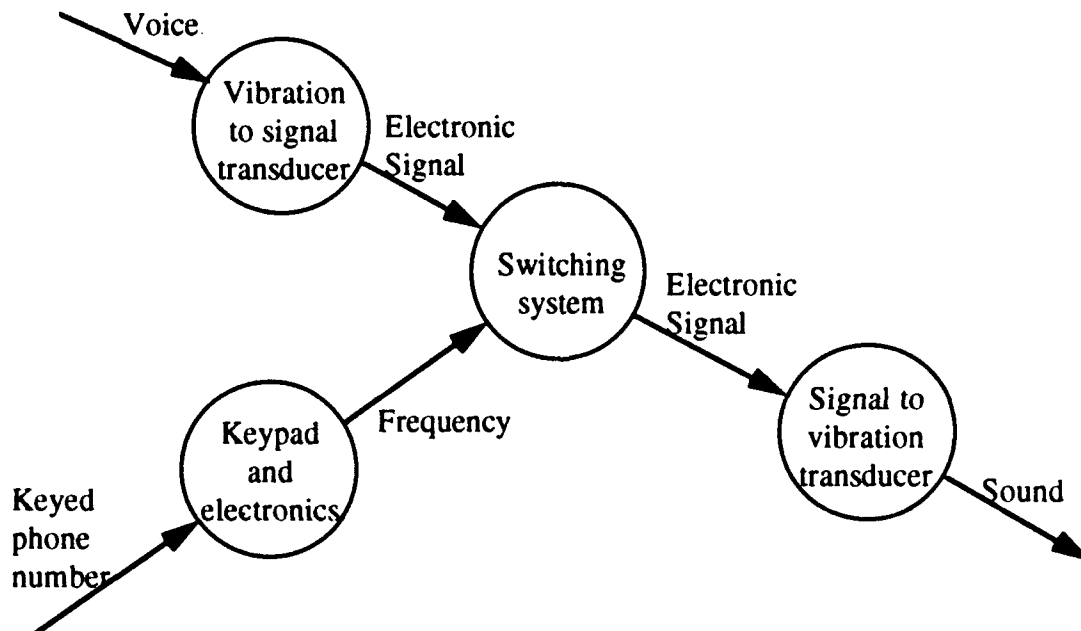 Voice
Vibration
to signal
transducer
Electronic
Signal
Switching
system
Electronic
Signal
Keypad
and
electronics
Frequency
Keyed
phone
number
Signal to
vibration
transducer
Sound